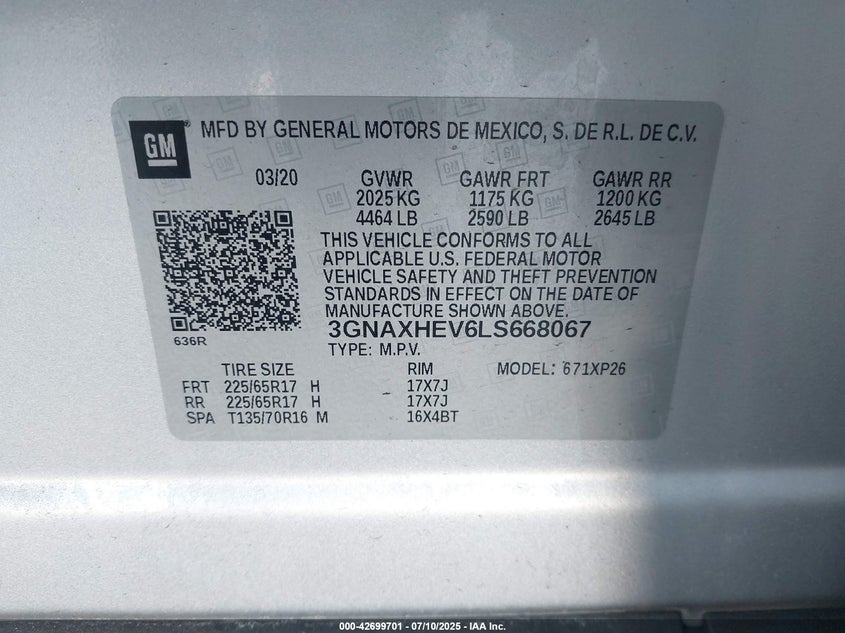 GM
MFD BY GENERAL MOTORS DE MEXICO, S. DE R.L. DE C.V.
03/20 GVWR GAWR FRT GAWR RR
2025 KG 1175 KG 1200 KG
4464 LB 2590 LB 2645 LB
THIS VEHICLE CONFORMS TO ALL
APPLICABLE U.S. FEDERAL MOTOR
VEHICLE SAFETY AND THEFT PREVENTION
STANDARDS IN EFFECT ON THE DATE OF
MANUFACTURE SHOWN ABOVE.
3GNAXHEV6LS668067
636R
TYPE: M.P.V.
TIRE SIZE RIM MODEL: 671XP26
FRT 225/65R17 H 17X7J
RR 225/65R17 H 17X7J
SPA T135/70R16 M 16X4BT
000-42699701 — 07/10/2025 — IAA Inc.